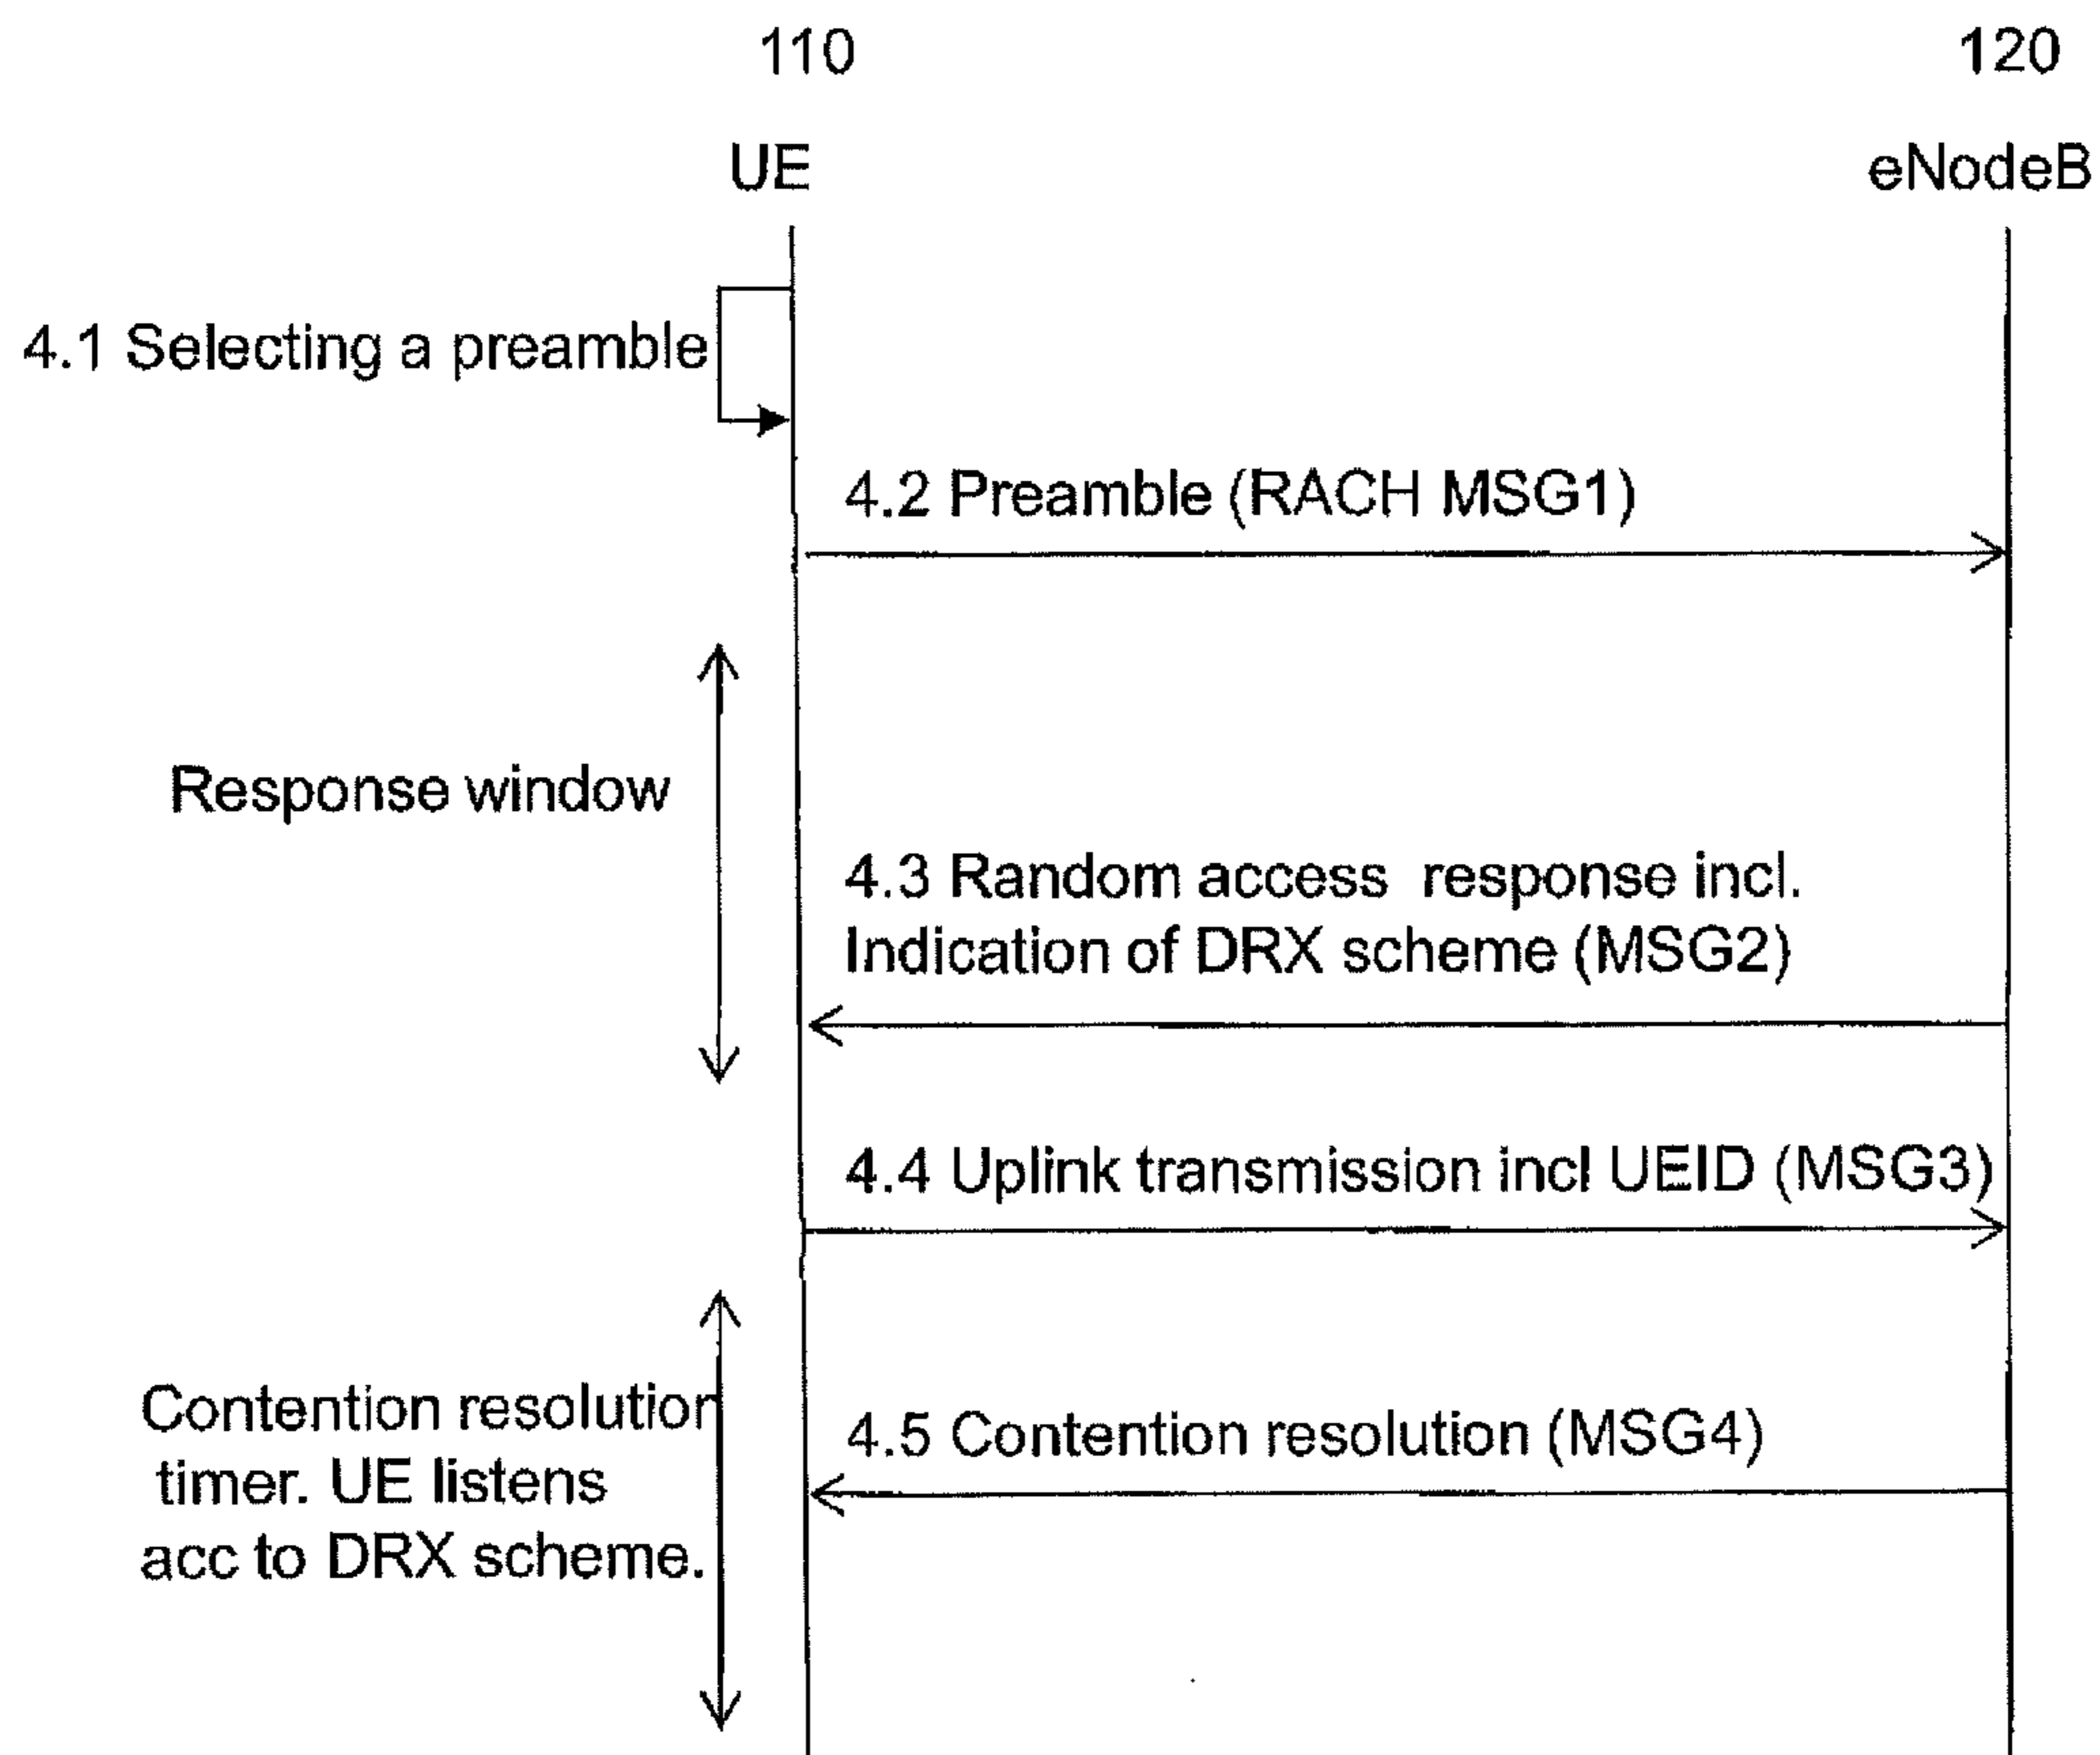 110
120
UE
eNodeB
4.1 Selecting a preamble
4.2 Preamble (RACH MSG1)
Response window
4.3 Random access response incl.
Indication of DRX scheme (MSG2)
4.4 Uplink transmission incl UEID (MSG3)
Contention resolution
timer. UE listens
acc to DRX scheme.
4.5 Contention resolution (MSG4)